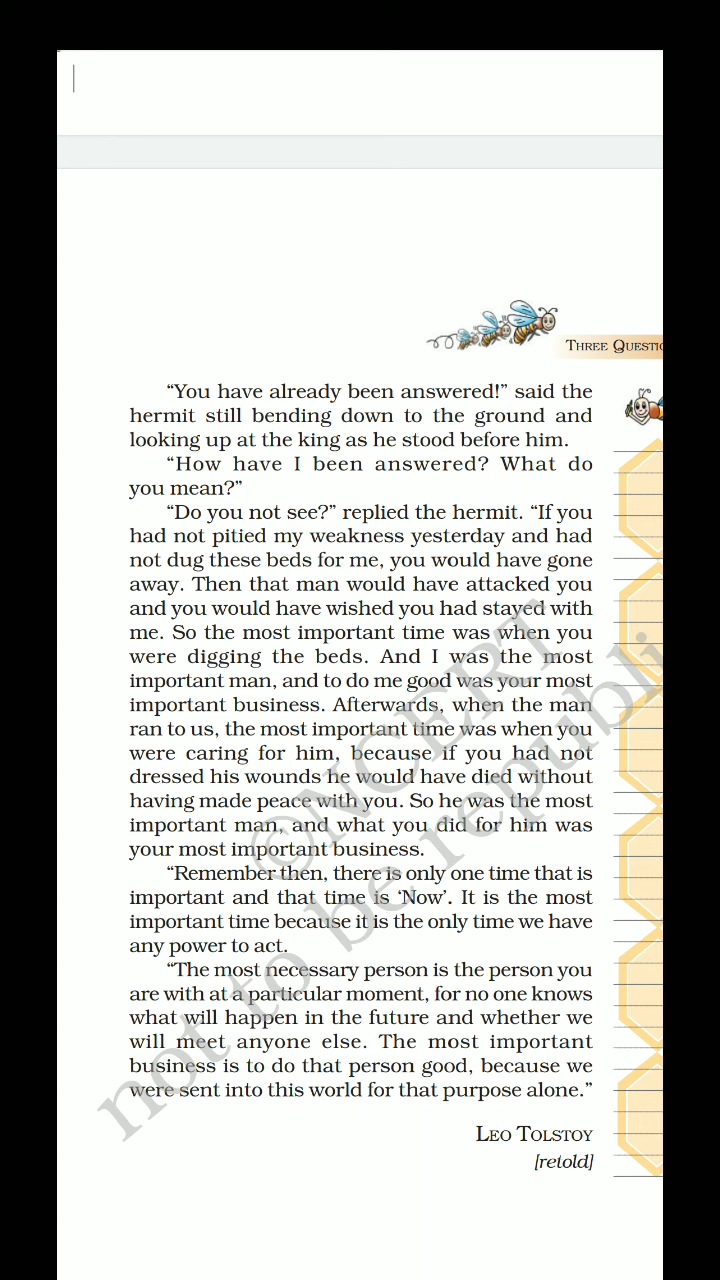 THREE QUESTIO
“You have already been answered!” said the
hermit still bending down to the ground and
looking up at the king as he stood before him.
“How have I been answered? What do
you mean?”
“Do you not see?” replied the hermit. “If you
had not pitied my weakness yesterday and had
not dug these beds for me, you would have gone
away. Then that man would have attacked you
and you would have wished you had stayed with
me. So the most important time was when you
were digging the beds. And I was the most
important man, and to do me good was your most
important business. Afterwards, when the man
ran to us, the most important time was when you
were caring for him, because if you had not
dressed his wounds he would have died without
having made peace with you. So he was the most
important man, and what you did for him was
your most important business.
“Remember then, there is only one time that is
important and that time is ‘Now’. It is the most
important time because it is the only time we have
any power to act.
“The most necessary person is the person you
are with at a particular moment, for no one knows
what will happen in the future and whether we
will meet anyone else. The most important
business is to do that person good, because we
were sent into this world for that purpose alone.”
LEO TOLSTOY
[retold]
©NCERT
not to be republi